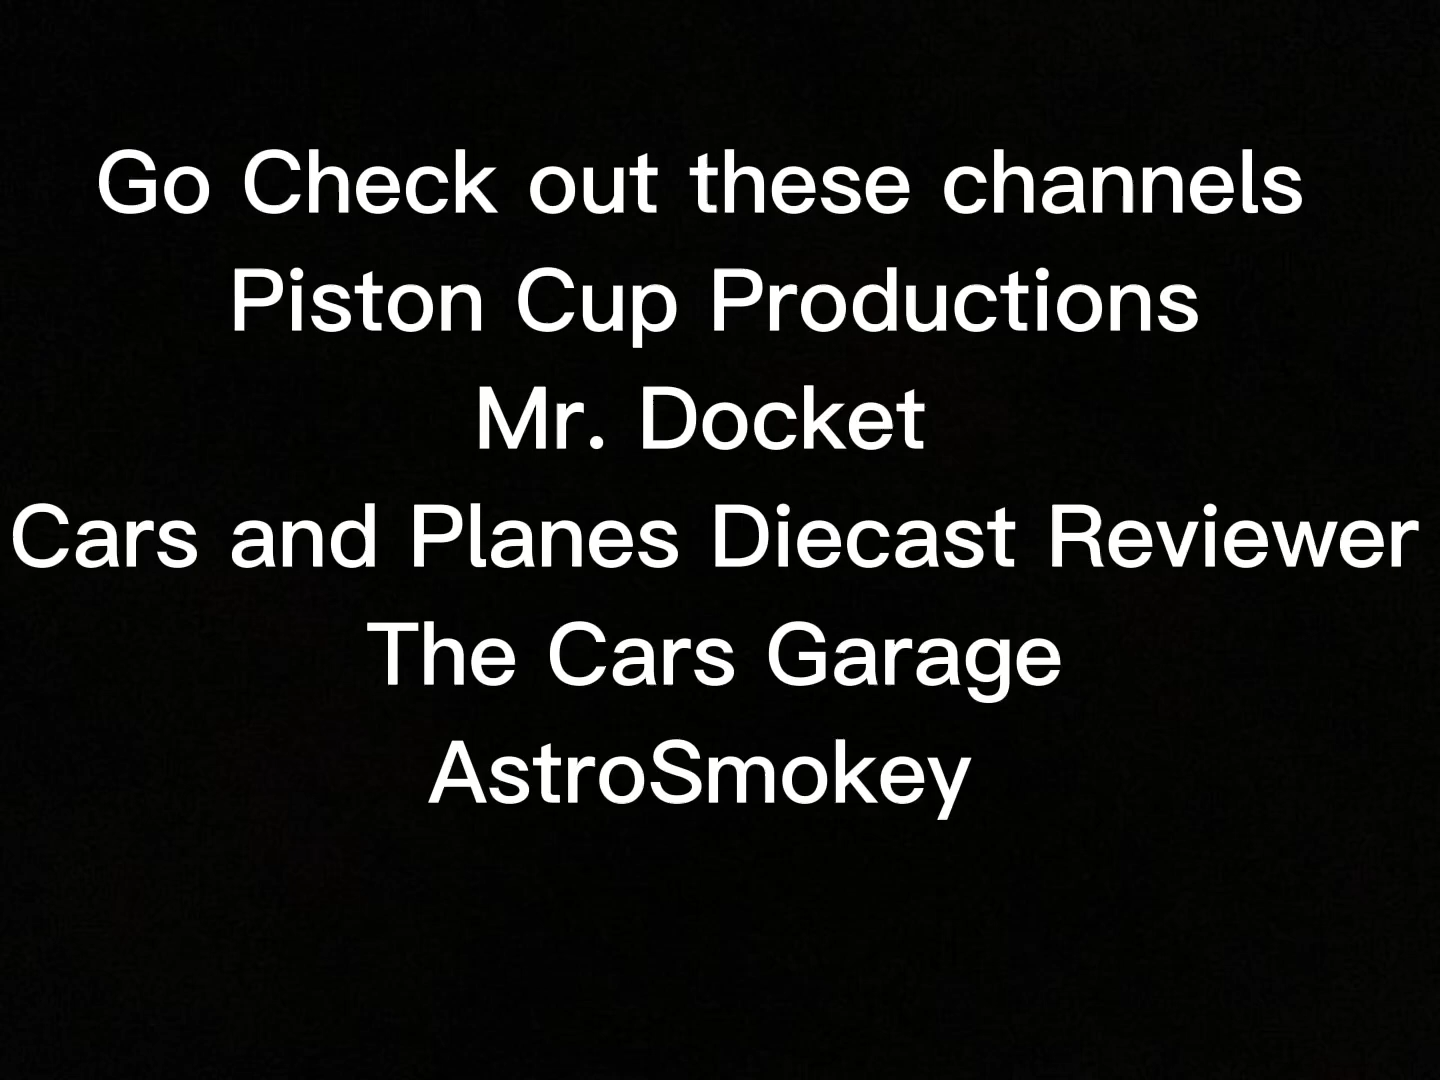 Go Check out these channels
Piston Cup Productions
Mr. Docket
Cars and Planes Diecast Reviewer
The Cars Garage
AstroSmokey